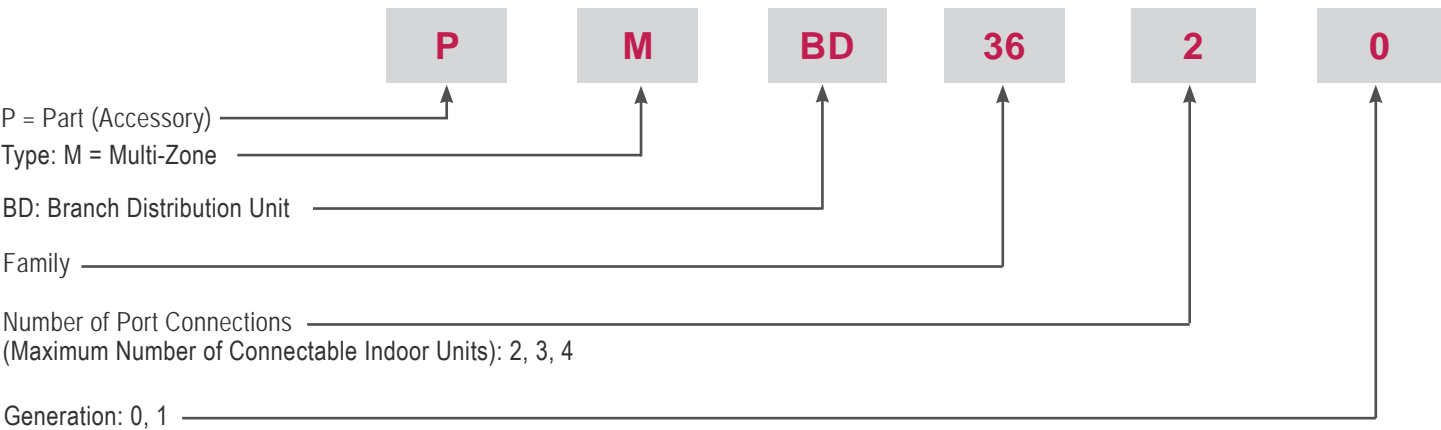 P M BD 36 2 0
P = Part (Accessory)
Type: M = Multi-Zone
BD: Branch Distribution Unit
Family
Number of Port Connections
(Maximum Number of Connectable Indoor Units): 2, 3, 4
Generation: 0, 1